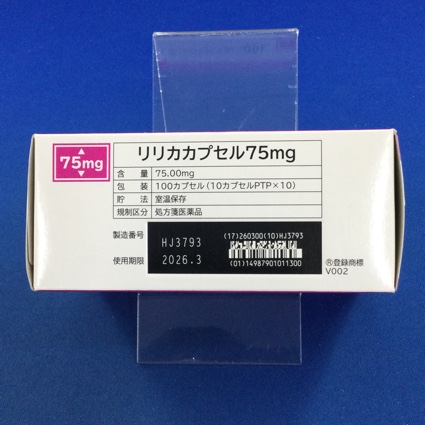 75mg
リリカカプセル75mg
含 量 75.00mg
包 装 100カプセル(10カプセルPTP×10)
貯 法 室温保存
規制区分 処方箋医薬品
製造番号 HJ3793
使用期限 2026.3
(17)260300(10)HJ3793
(01)14987901011300
®登録商標
V002